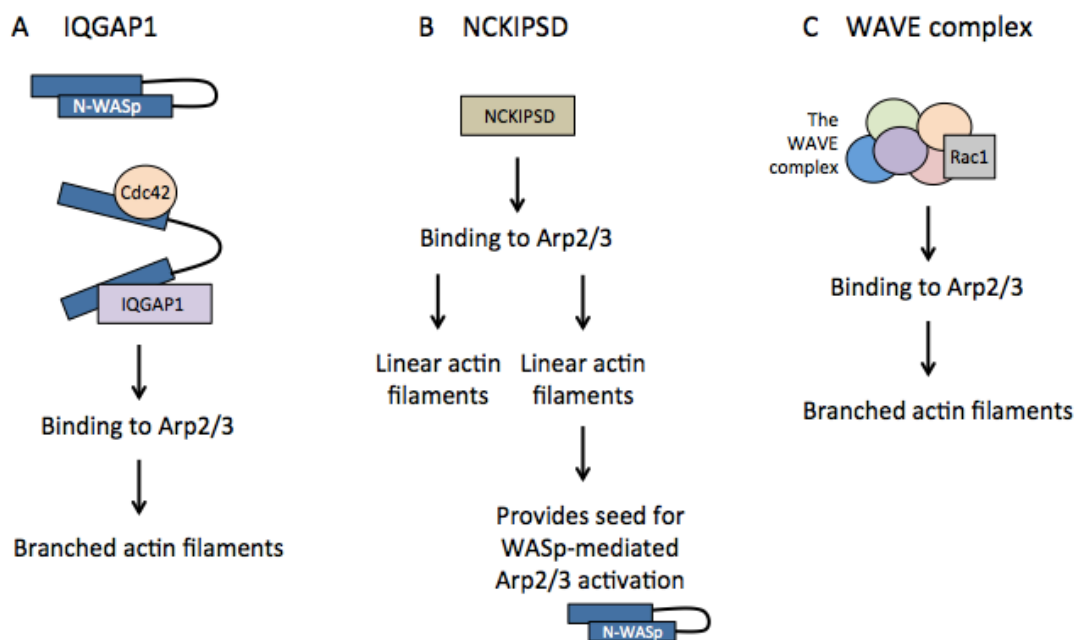 A IQGAP1
N-WASp
Cdc42
IQGAP1
Binding to Arp2/3
Branched actin filaments
B NCKIPSD
NCKIPSD
Binding to Arp2/3
Linear actin
filaments
Linear actin
filaments
Provides seed for
WASp-mediated
Arp2/3 activation
N-WASp
C WAVE complex
The
WAVE
complex
Rac1
Binding to Arp2/3
Branched actin filaments